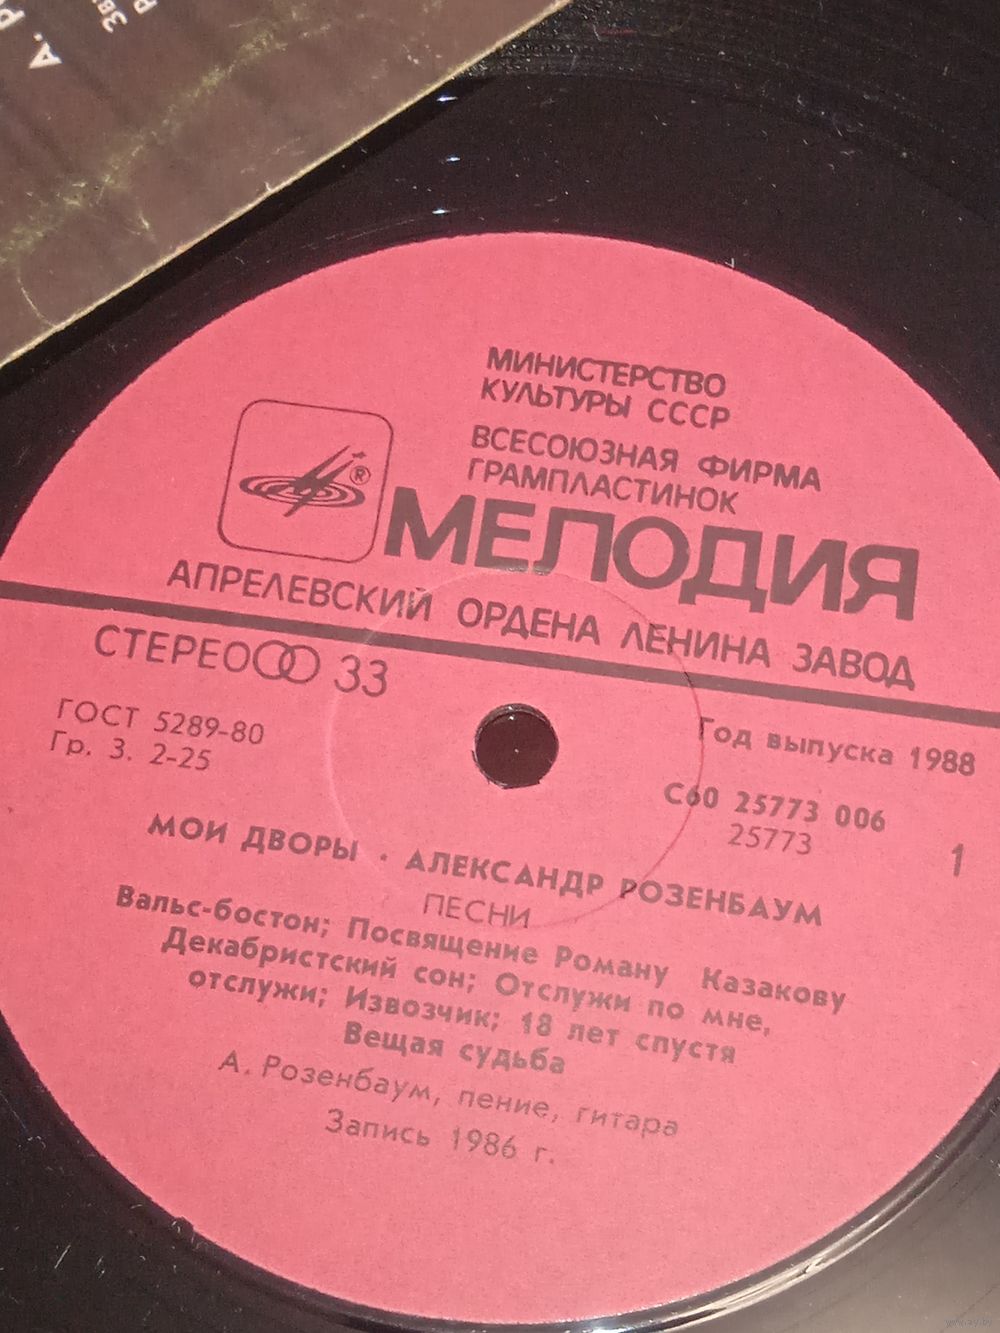 МИНИСТЕРСТВО
КУЛЬТУРЫ СССР
ВСЕСОЮЗНАЯ ФИРМА
ГРАМПЛАСТИНОК
®
МЕЛОДИЯ
АПРЕЛЕВСКИЙ ОРДЕНА ЛЕНИНА ЗАВОД
СТЕРЕО 33
ГОСТ 5289-80
Гр. 3. 2-25
Год выпуска 1988
С60 25773 006
25773
1
МОИ ДВОРЫ · АЛЕКСАНДР РОЗЕНБАУМ
ПЕСНИ
Вальс-бостон; Посвящение Роману Казакову
Декабристский сон; Отслужи по мне,
отслужи; Извозчик; 18 лет спустя
Вещая судьба
А. Розенбаум, пение, гитара
Запись 1986 г.